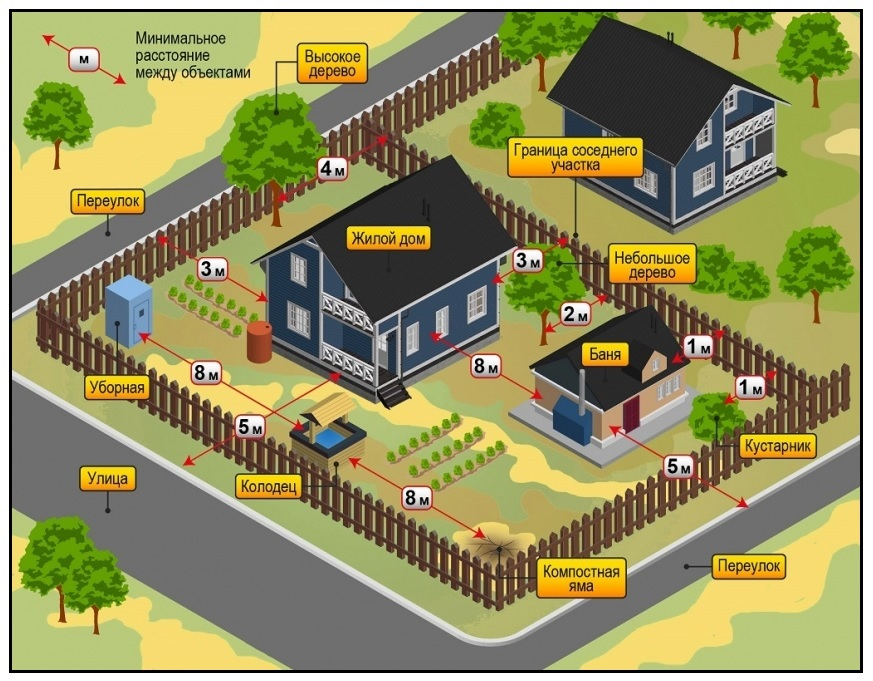 м
Минимальное
расстояние
между объектами
Высокое
дерево
Граница соседнего
участка
4 м
Переулок
Жилой дом
3 м
3 м
Небольшое
дерево
2 м
Уборная
8 м
8 м
Баня
1 м
1 м
5 м
Кустарник
Улица
Колодец
8 м
5 м
Компостная
яма
Переулок